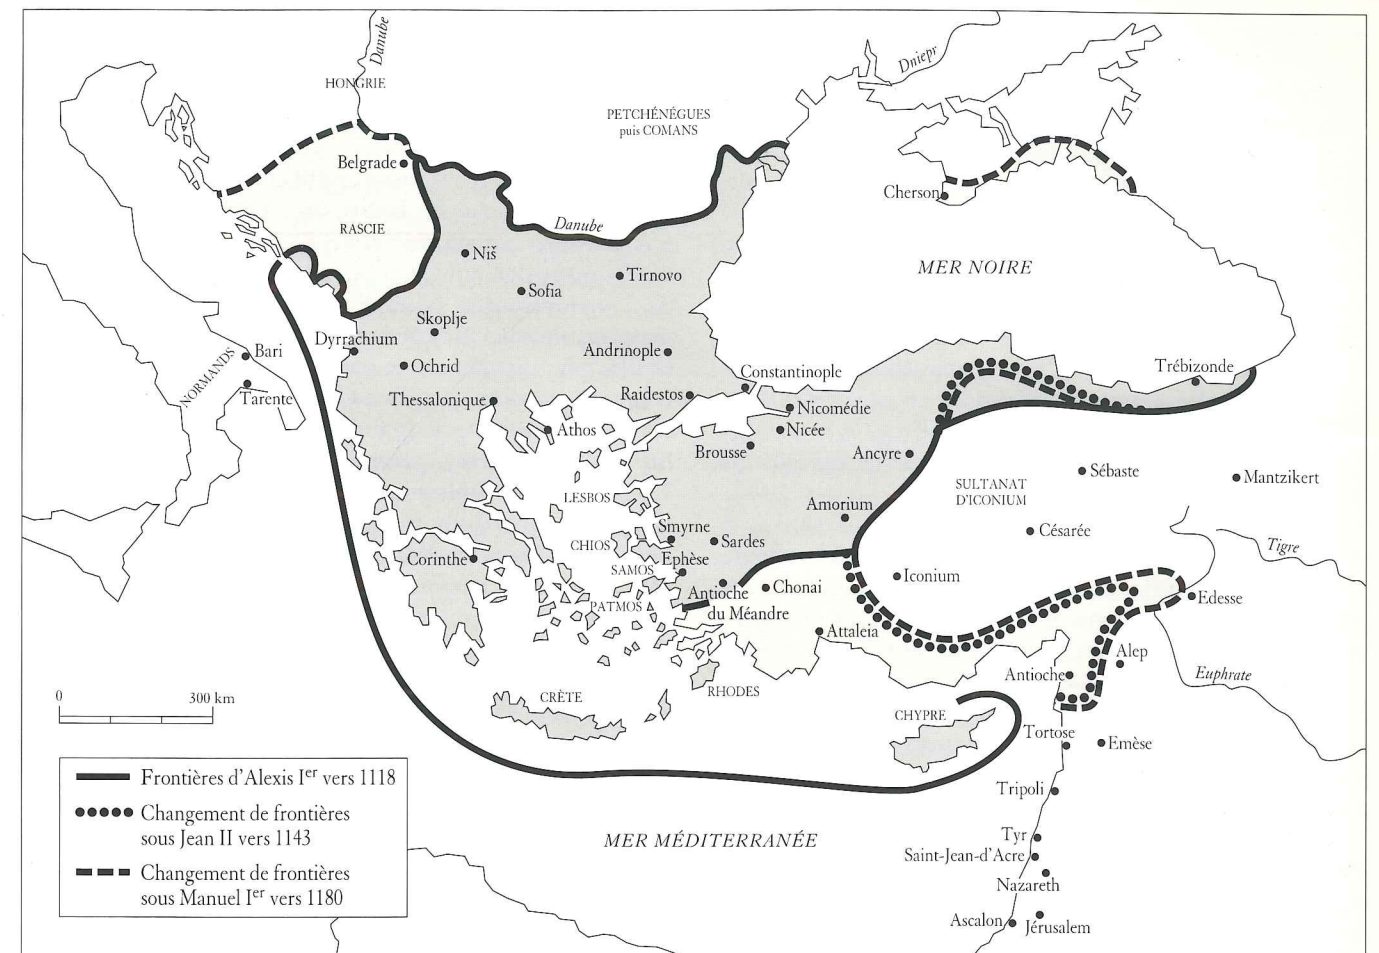 Danube
Dniepr
HONGRIE
PETCHÉNÉGUES
puis COMANS
Belgrade
Cherson
RASCIE
Danube
Niš
Tirnovo
MER NOIRE
Sofia
Skoplje
Dyrrachium
Bari
Andrinople
Ochrid
Trébizonde
NORMANDS
Constantinople
Tarente
Thessalonique
Raidestos
Nicomédie
Athos
Nicée
Brousse
Ancyre
Sébaste
Mantzikert
SULTANAT
D'ICONIUM
LESBOS
Amorium
Smyrne
Césarée
CHIOS
Sardes
Tigre
Corinthe
Ephèse
SAMOS
Iconium
Chonai
Antioche
du Méandre
PATMOS
Edesse
Attaleia
Alep
Antioche
Euphrate
RHODES
CRÈTE
0 300 km
CHYPRE
Tortose
Emèse
Tripoli
MER MÉDITERRANÉE
Tyr
Saint-Jean-d'Acre
Nazareth
Ascalon
Jérusalem
Frontières d'Alexis Ier vers 1118
Changement de frontières
sous Jean II vers 1143
Changement de frontières
sous Manuel Ier vers 1180